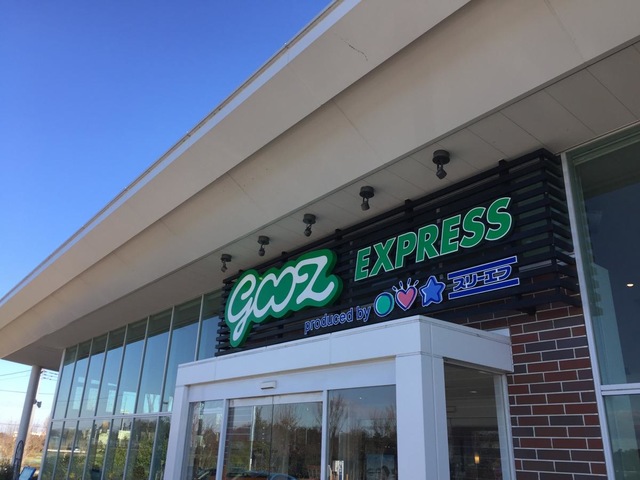 gooz EXPRESS
produced by スリーエフ